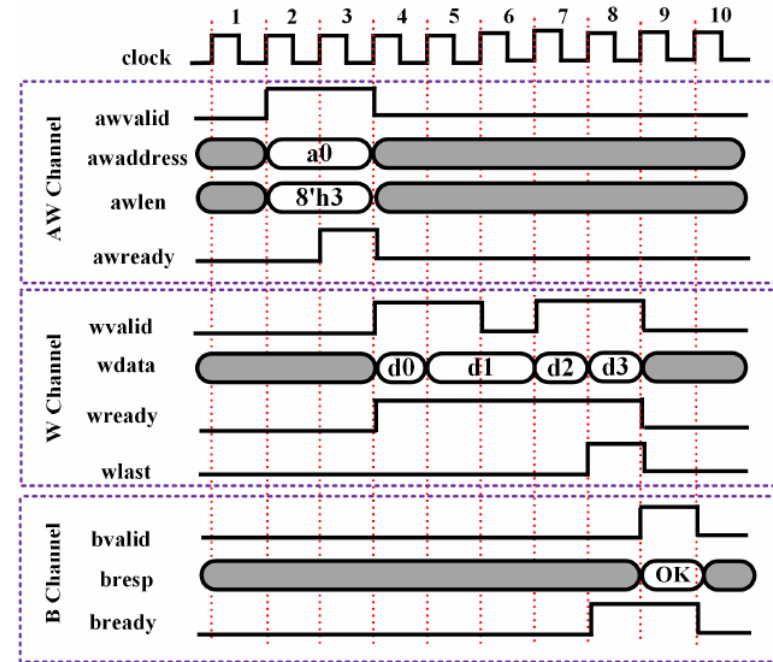 1 2 3 4 5 6 7 8 9 10
clock
AW Channel
awvalid
awaddress a0
awlen 8'h3
awready
W Channel
wvalid
wdata d0 d1 d2 d3
wready
wlast
B Channel
bvalid
bresp OK
bready